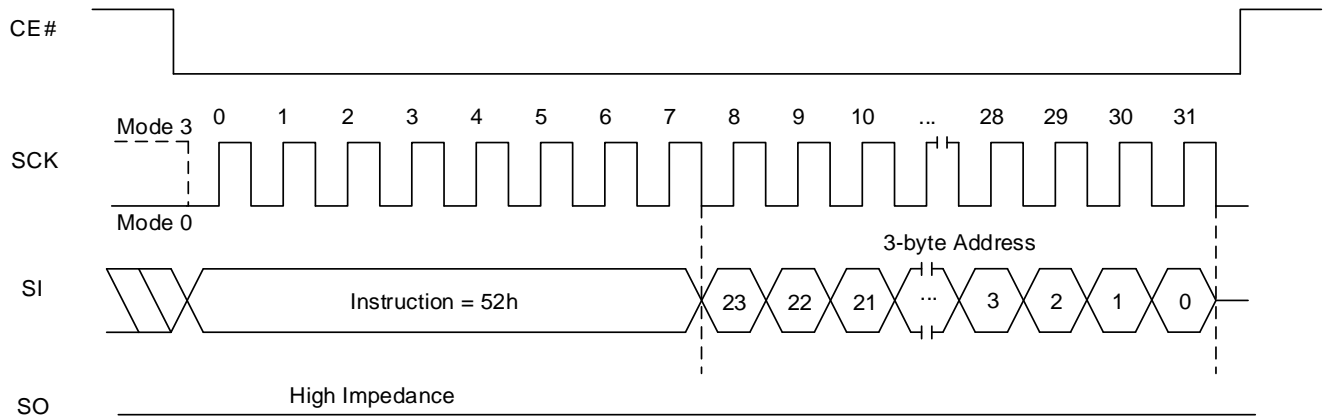 CE#
0 1 2 3 4 5 6 7 8 9 10 ... 28 29 30 31
Mode 3
SCK
Mode 0
3-byte Address
SI
Instruction = 52h 23 22 21 ... 3 2 1 0
High Impedance
SO